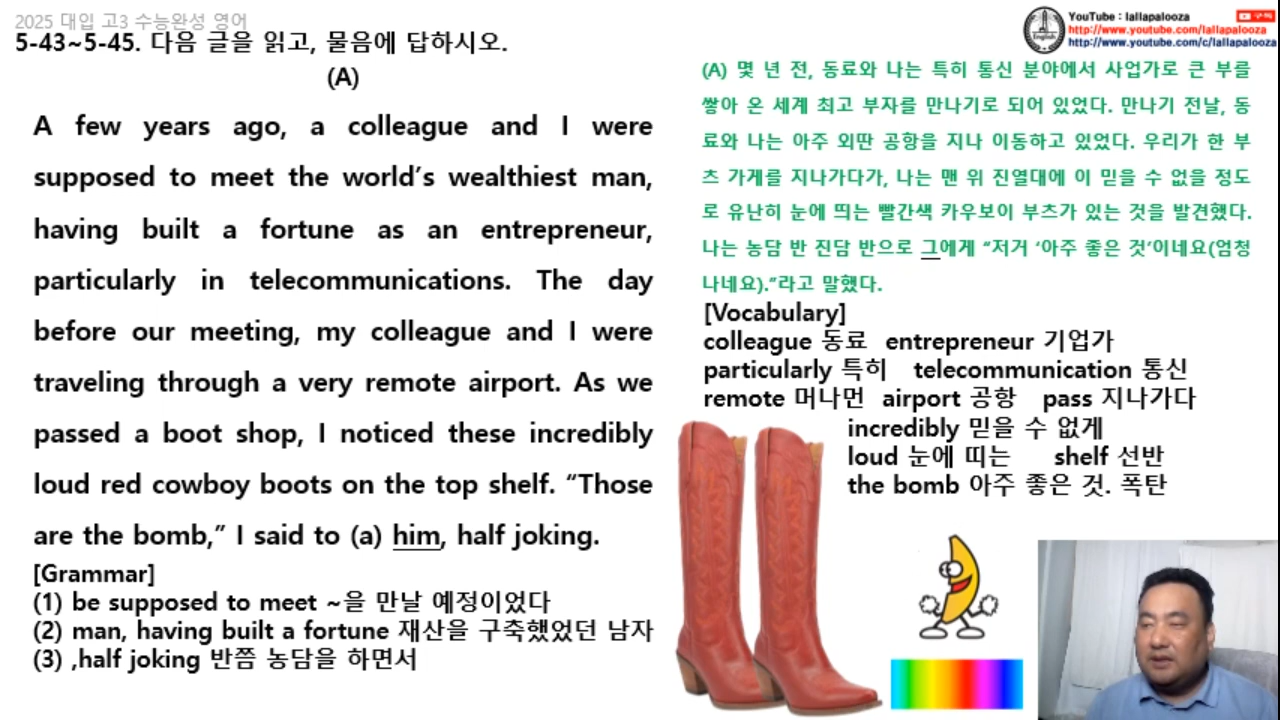 2025 대입 고3 수능완성 영어
5-43~5-45. 다음 글을 읽고, 물음에 답하시오.
(A)
A few years ago, a colleague and I were
supposed to meet the world’s wealthiest man,
having built a fortune as an entrepreneur,
particularly in telecommunications. The day
before our meeting, my colleague and I were
traveling through a very remote airport. As we
passed a boot shop, I noticed these incredibly
loud red cowboy boots on the top shelf. “Those
are the bomb,” I said to (a) him, half joking.
[Grammar]
(1) be supposed to meet ~을 만날 예정이었다
(2) man, having built a fortune 재산을 구축했었던 남자
(3) ,half joking 반쯤 농담을 하면서
YouTube : lallapalooza
http://www.youtube.com/lallapalooza
http://www.youtube.com/c/lallapalooza
English
(A) 몇 년 전, 동료와 나는 특히 통신 분야에서 사업가로 큰 부를
쌓아 온 세계 최고 부자를 만나기로 되어 있었다. 만나기 전날, 동
료와 나는 아주 외딴 공항을 지나 이동하고 있었다. 우리가 한 부
츠 가게를 지나가다가, 나는 맨 위 진열대에 이 믿을 수 없을 정도
로 유난히 눈에 띄는 빨간색 카우보이 부츠가 있는 것을 발견했다.
나는 농담 반 진담 반으로 그에게 “저거 ‘아주 좋은 것’이네요(엄청
나네요).”라고 말했다.
[Vocabulary]
colleague 동료 entrepreneur 기업가
particularly 특히 telecommunication 통신
remote 머나먼 airport 공항 pass 지나가다
incredibly 믿을 수 없게
loud 눈에 띠는 shelf 선반
the bomb 아주 좋은 것. 폭탄